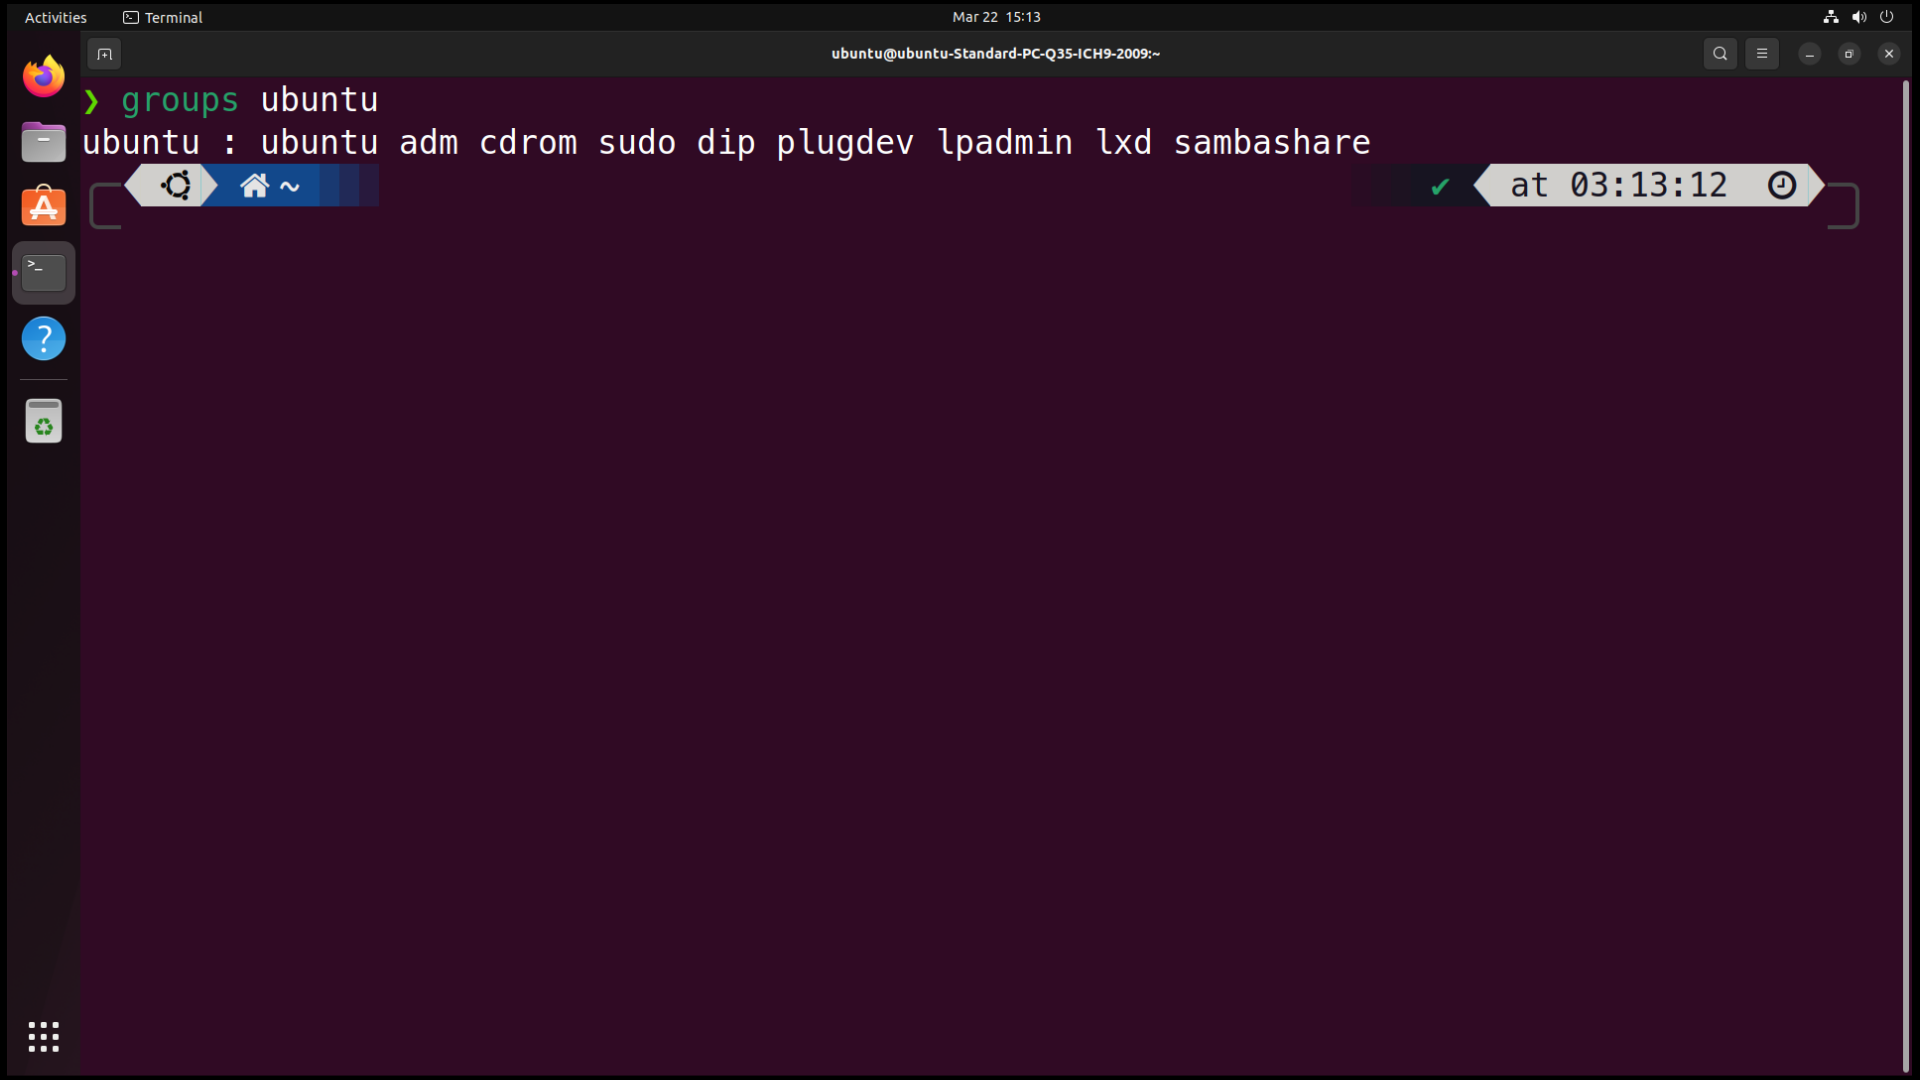 Activities Terminal Mar 22 15:13
ubuntu@ubuntu-Standard-PC-Q35-ICH9-2009:~
❯ groups ubuntu
ubuntu : ubuntu adm cdrom sudo dip plugdev lpadmin lxd sambashare
~ ✔ at 03:13:12